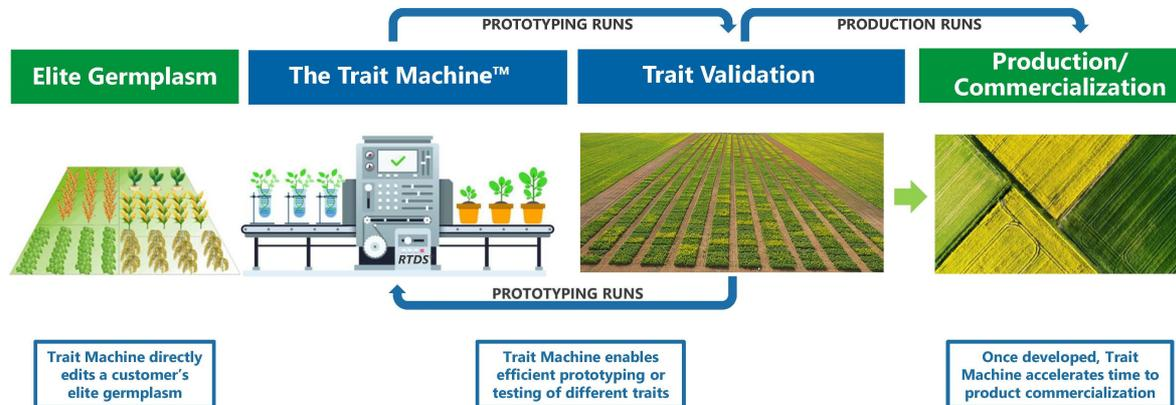 PROTOTYPING RUNS
PRODUCTION RUNS
Elite Germplasm
The Trait Machine™
Trait Validation
Production/
Commercialization
RTDS
PROTOTYPING RUNS
Trait Machine directly
edits a customer's
elite germplasm
Trait Machine enables
efficient prototyping or
testing of different traits
Once developed, Trait
Machine accelerates time to
product commercialization